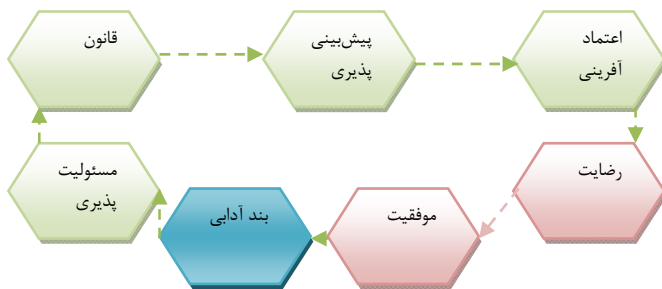 قانون
پیش‌بینی
پذیری
اعتماد
آفرینی
رضایت
موفقیت
بند آدابی
مسئولیت
پذیری